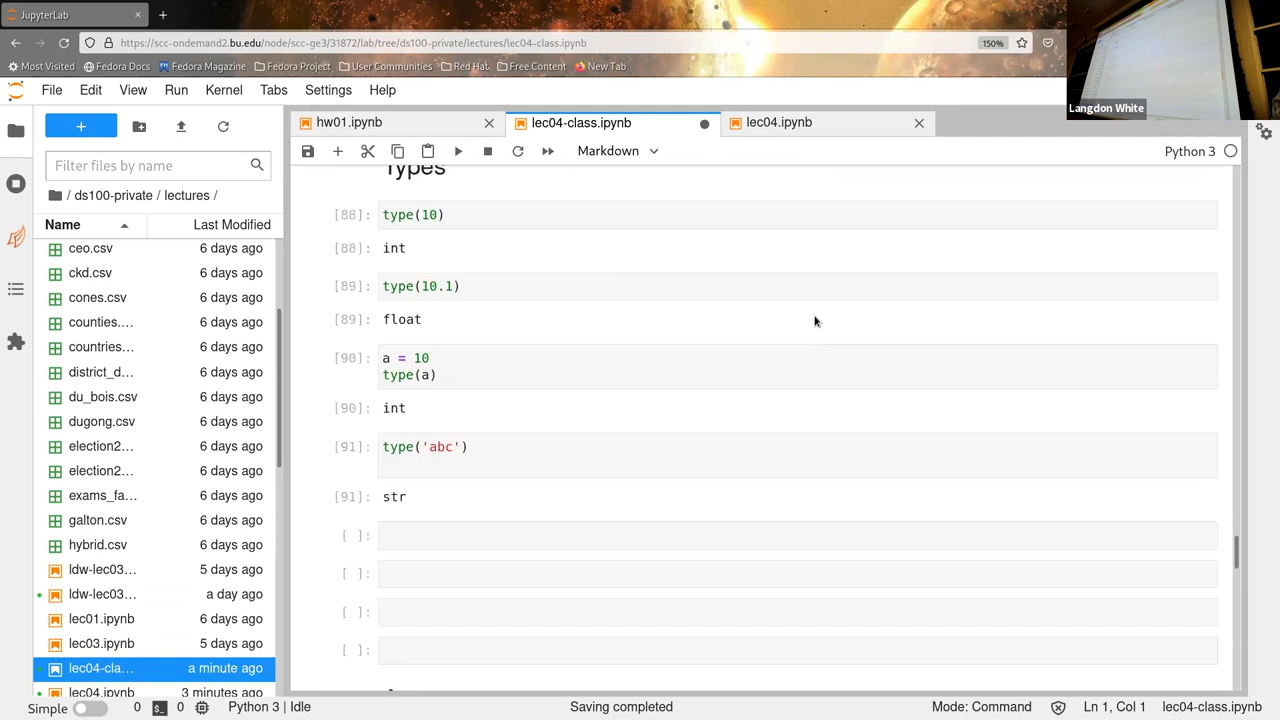 JupyterLab
https://scc-ondemand2.bu.edu/node/scc-ge3/31872/lab/tree/ds100-private/lectures/lec04-class.ipynb
150%
Most Visited Fedora Docs Fedora Magazine Fedora Project User Communities Red Hat Free Content New Tab
Langdon White
File Edit View Run Kernel Tabs Settings Help
hw01.ipynb lec04-class.ipynb lec04.ipynb
Markdown Python 3
Filter files by name
/ ds100-private / lectures /
Name Last Modified
ceo.csv 6 days ago
ckd.csv 6 days ago
cones.csv 6 days ago
counties.… 6 days ago
countries… 6 days ago
district_d… 6 days ago
du_bois.csv 6 days ago
dugong.csv 6 days ago
election2… 6 days ago
election2… 6 days ago
exams_fa… 6 days ago
galton.csv 6 days ago
hybrid.csv 6 days ago
ldw-lec03… 5 days ago
ldw-lec03… a day ago
lec01.ipynb 6 days ago
lec03.ipynb 5 days ago
lec04-cla… a minute ago
lec04.ipynb 3 minutes ago
Types
[88]: type(10)
[88]: int
[89]: type(10.1)
[89]: float
[90]: a = 10
type(a)
[90]: int
[91]: type('abc')
[91]: str
[ ]:
[ ]:
[ ]:
[ ]:
Simple 0 $_ 0 Python 3 | Idle Saving completed Mode: Command Ln 1, Col 1 lec04-class.ipynb